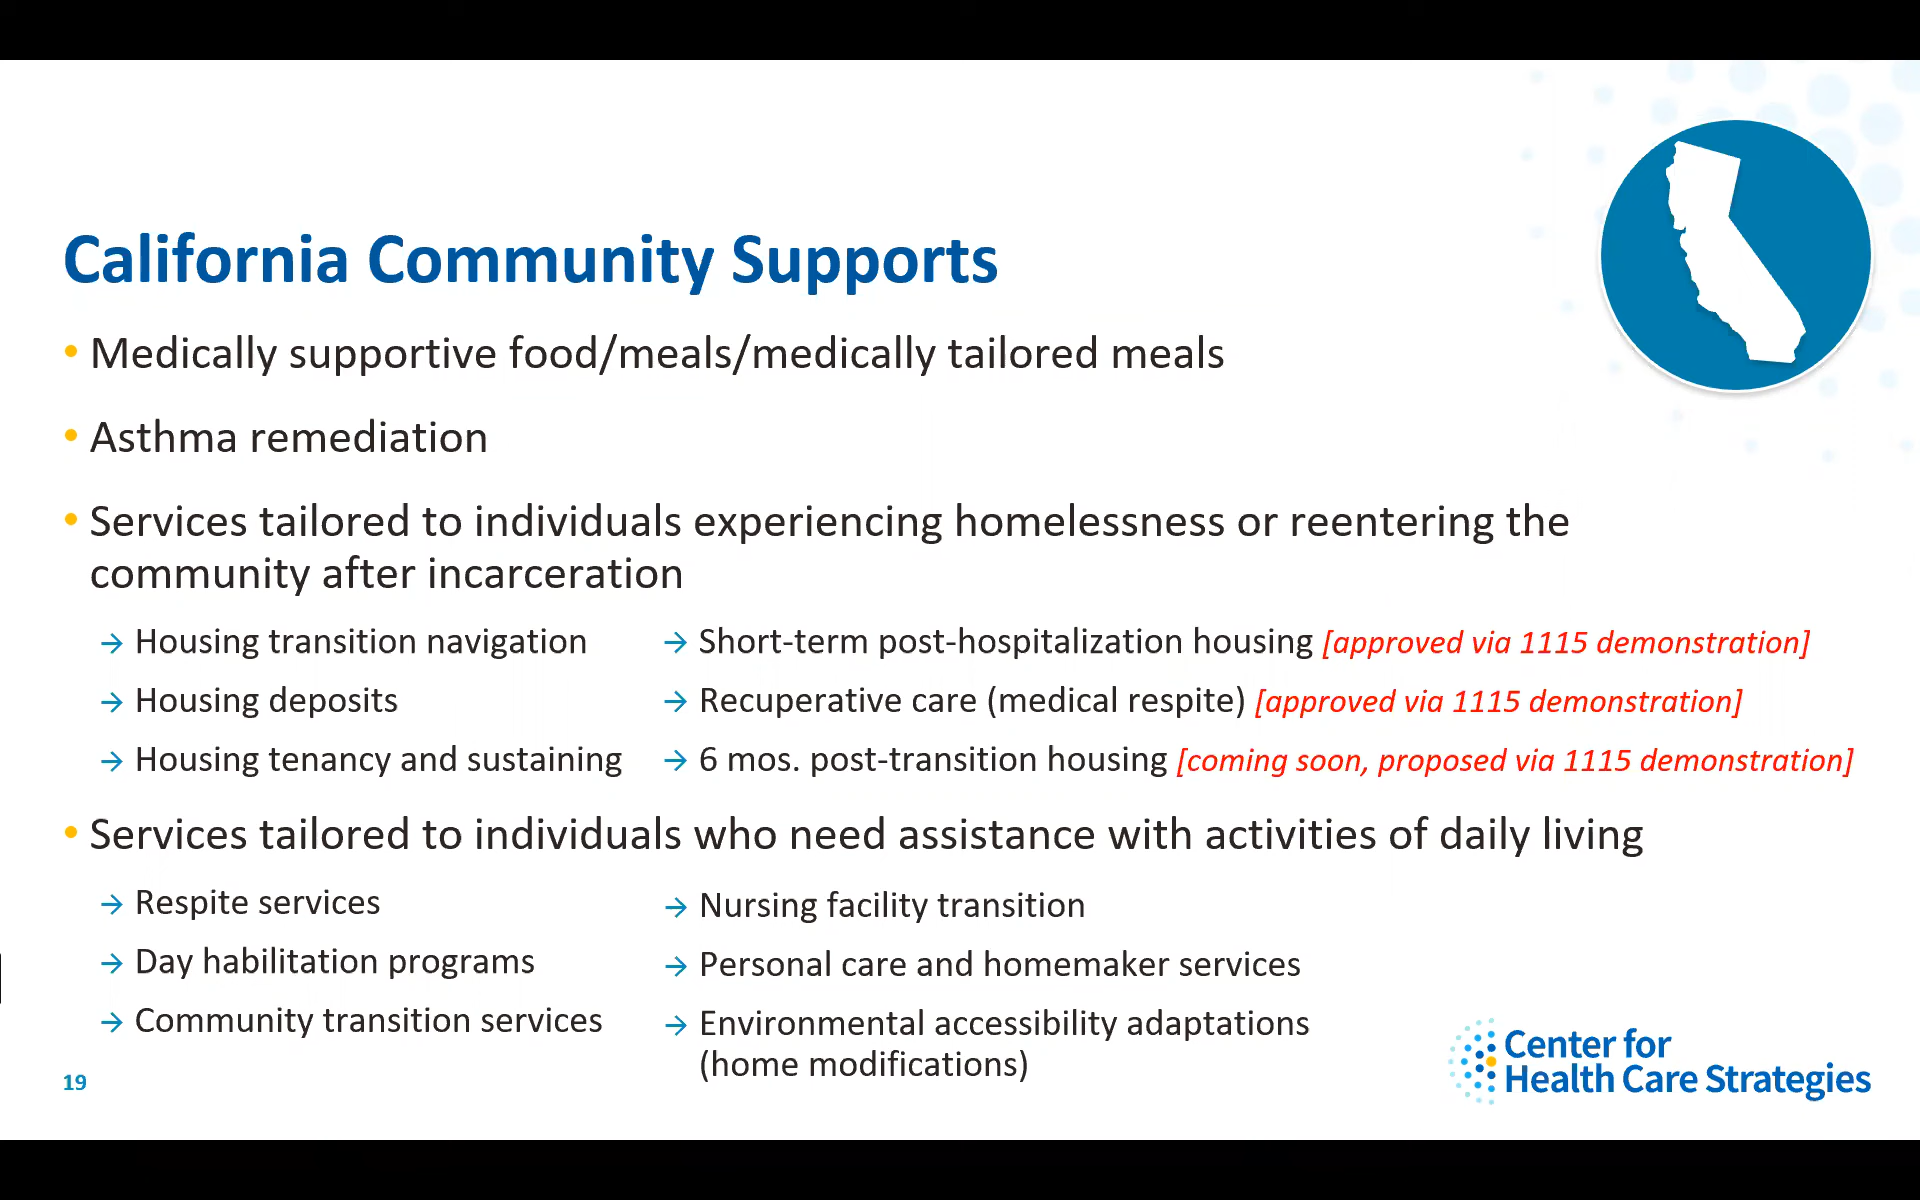 California Community Supports
• Medically supportive food/meals/medically tailored meals
• Asthma remediation
• Services tailored to individuals experiencing homelessness or reentering the
community after incarceration
→ Housing transition navigation
→ Housing deposits
→ Housing tenancy and sustaining
→ Short-term post-hospitalization housing [approved via 1115 demonstration]
→ Recuperative care (medical respite) [approved via 1115 demonstration]
→ 6 mos. post-transition housing [coming soon, proposed via 1115 demonstration]
• Services tailored to individuals who need assistance with activities of daily living
→ Respite services
→ Day habilitation programs
→ Community transition services
→ Nursing facility transition
→ Personal care and homemaker services
→ Environmental accessibility adaptations
(home modifications)
19
Center for
Health Care Strategies